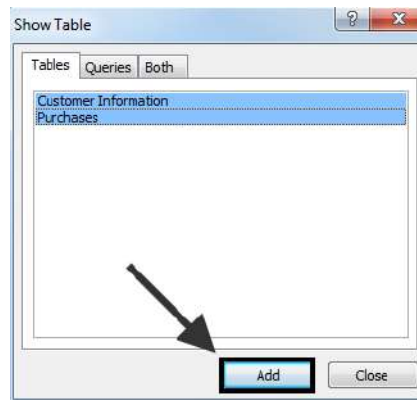 Show Table
? X
Tables Queries Both
Customer Information
Purchases
Add Close